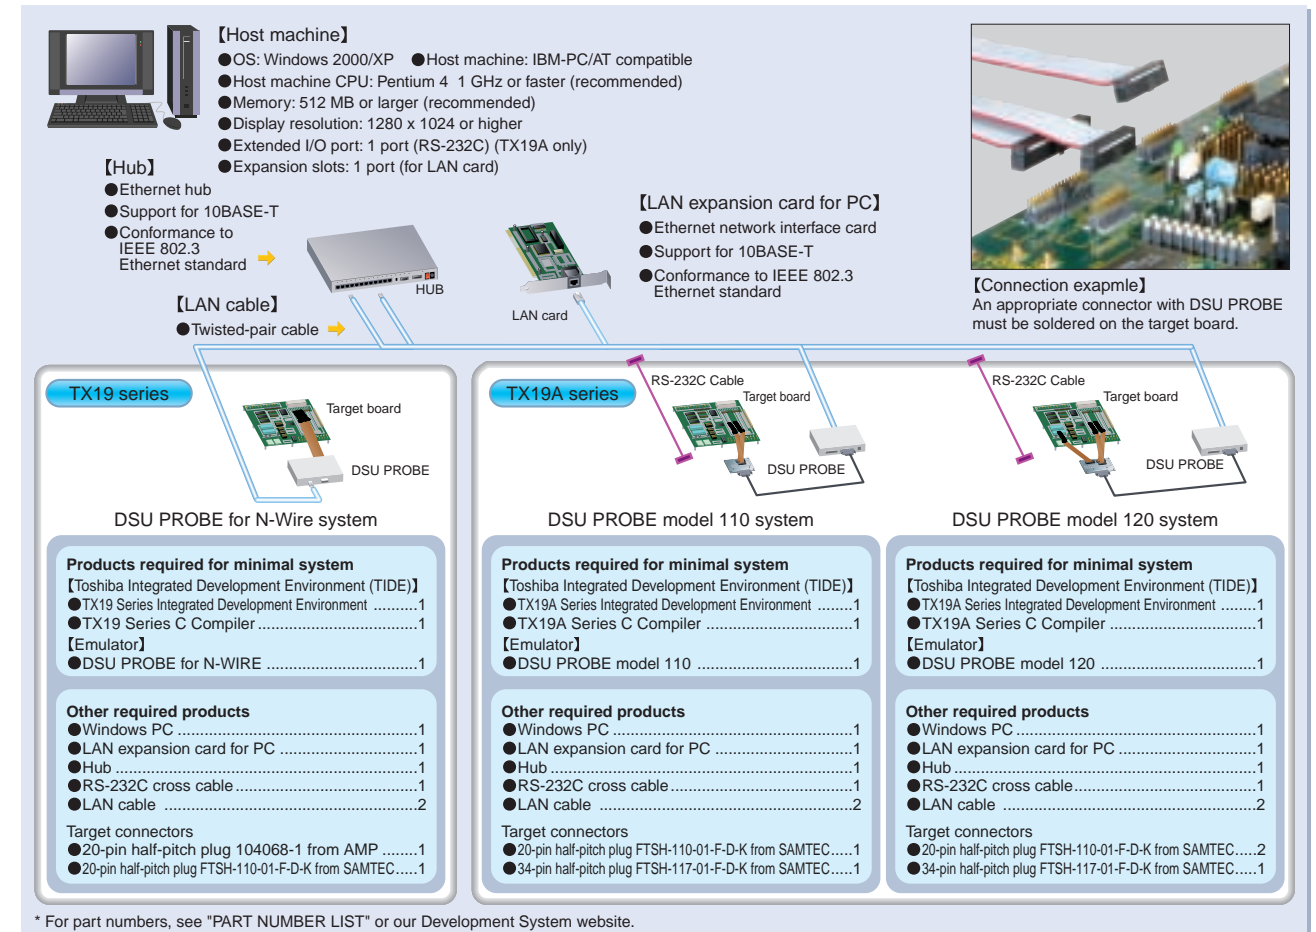 【Host machine】
●OS: Windows 2000/XP ●Host machine: IBM-PC/AT compatible
●Host machine CPU: Pentium 4 1 GHz or faster (recommended)
●Memory: 512 MB or larger (recommended)
●Display resolution: 1280 x 1024 or higher
●Extended I/O port: 1 port (RS-232C) (TX19A only)
●Expansion slots: 1 port (for LAN card)
【Hub】
●Ethernet hub
●Support for 10BASE-T
●Conformance to
IEEE 802.3
Ethernet standard
HUB
【LAN cable】
●Twisted-pair cable
LAN card
【LAN expansion card for PC】
●Ethernet network interface card
●Support for 10BASE-T
●Conformance to IEEE 802.3
Ethernet standard
【Connection exapmle】
An appropriate connector with DSU PROBE
must be soldered on the target board.
TX19 series
Target board
DSU PROBE
DSU PROBE for N-Wire system
Products required for minimal system
【Toshiba Integrated Development Environment (TIDE)】
●TX19 Series Integrated Development Environment .........1
●TX19 Series C Compiler ....................................1
【Emulator】
●DSU PROBE for N-WIRE ..................................1
Other required products
●Windows PC ....................................................1
●LAN expansion card for PC ...............................1
●Hub ..........................................................................1
●RS-232C cross cable .........................................1
●LAN cable .........................................................2
Target connectors
●20-pin half-pitch plug 104068-1 from AMP ........1
●20-pin half-pitch plug FTSH-110-01-F-D-K from SAMTEC.....1
TX19A series
RS-232C Cable
Target board
DSU PROBE
DSU PROBE model 110 system
Products required for minimal system
【Toshiba Integrated Development Environment (TIDE)】
●TX19A Series Integrated Development Environment ........1
●TX19A Series C Compiler .................................1
【Emulator】
●DSU PROBE model 110 ...................................1
Other required products
●Windows PC ......................................................1
●LAN expansion card for PC ...............................1
●Hub .....................................................................1
●RS-232C cross cable .........................................1
●LAN cable .........................................................2
Target connectors
●20-pin half-pitch plug FTSH-110-01-F-D-K from SAMTEC.....1
●34-pin half-pitch plug FTSH-117-01-F-D-K from SAMTEC.....1
RS-232C Cable
Target board
DSU PROBE
DSU PROBE model 120 system
Products required for minimal system
【Toshiba Integrated Development Environment (TIDE)】
●TX19A Series Integrated Development Environment ........1
●TX19A Series C Compiler .................................1
【Emulator】
●DSU PROBE model 120 ...................................1
Other required products
●Windows PC ......................................................1
●LAN expansion card for PC ...............................1
●Hub .....................................................................1
●RS-232C cross cable .........................................1
●LAN cable .........................................................2
Target connectors
●20-pin half-pitch plug FTSH-110-01-F-D-K from SAMTEC.....2
●34-pin half-pitch plug FTSH-117-01-F-D-K from SAMTEC.....1
* For part numbers, see "PART NUMBER LIST" or our Development System website.